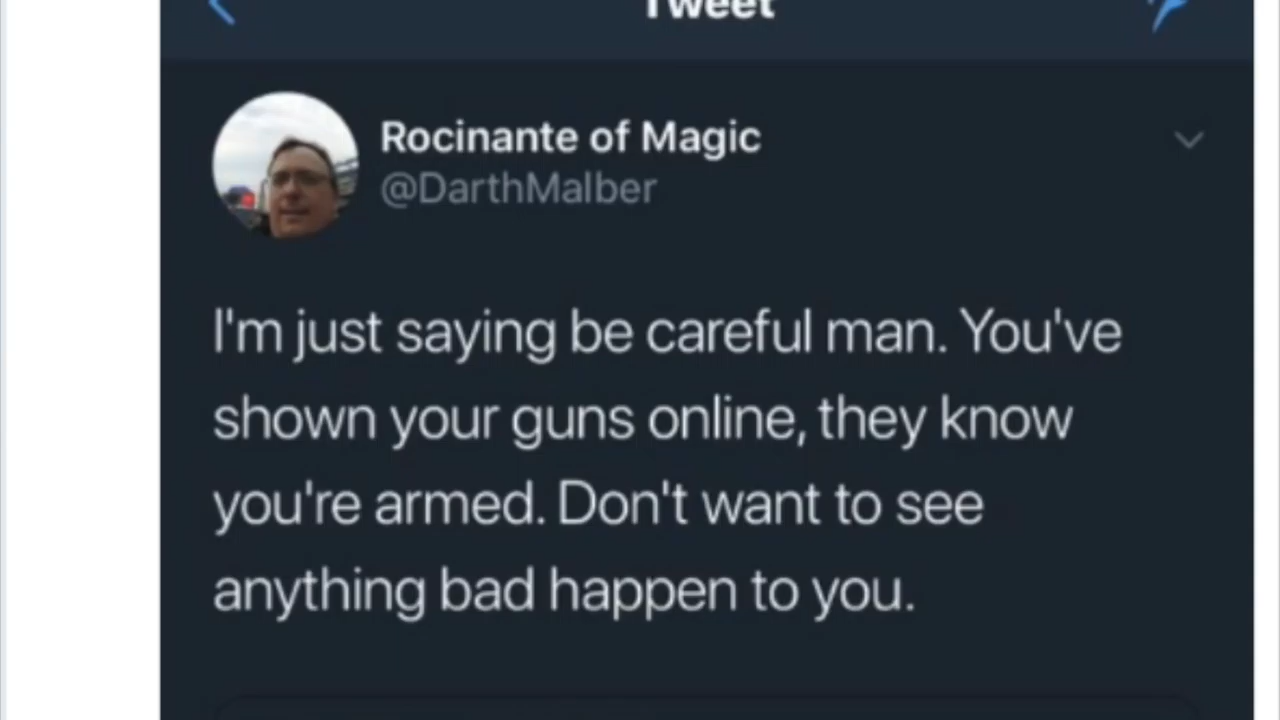 Tweet
Rocinante of Magic
@DarthMalber
I'm just saying be careful man. You've
shown your guns online, they know
you're armed. Don't want to see
anything bad happen to you.